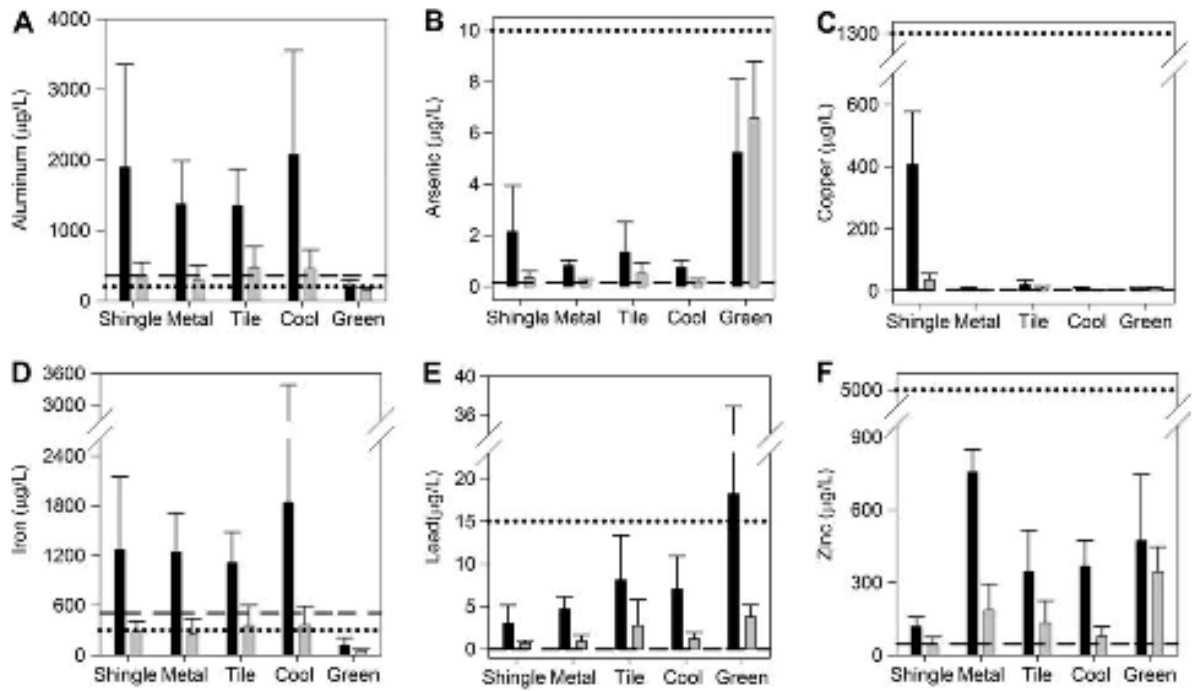 A
4000
3000
2000
1000
0
Aluminum (µg/L)
Shingle Metal Tile Cool Green
B
10
8
6
4
2
0
Arsenic (µg/L)
Shingle Metal Tile Cool Green
C
1300
600
400
200
0
Copper (µg/L)
Shingle Metal Tile Cool Green
D
3600
3000
2400
1800
1200
600
0
Iron (µg/L)
Shingle Metal Tile Cool Green
E
40
36
20
15
10
5
0
Lead(µg/L)
Shingle Metal Tile Cool Green
F
5000
900
600
300
0
Zinc (µg/L)
Shingle Metal Tile Cool Green